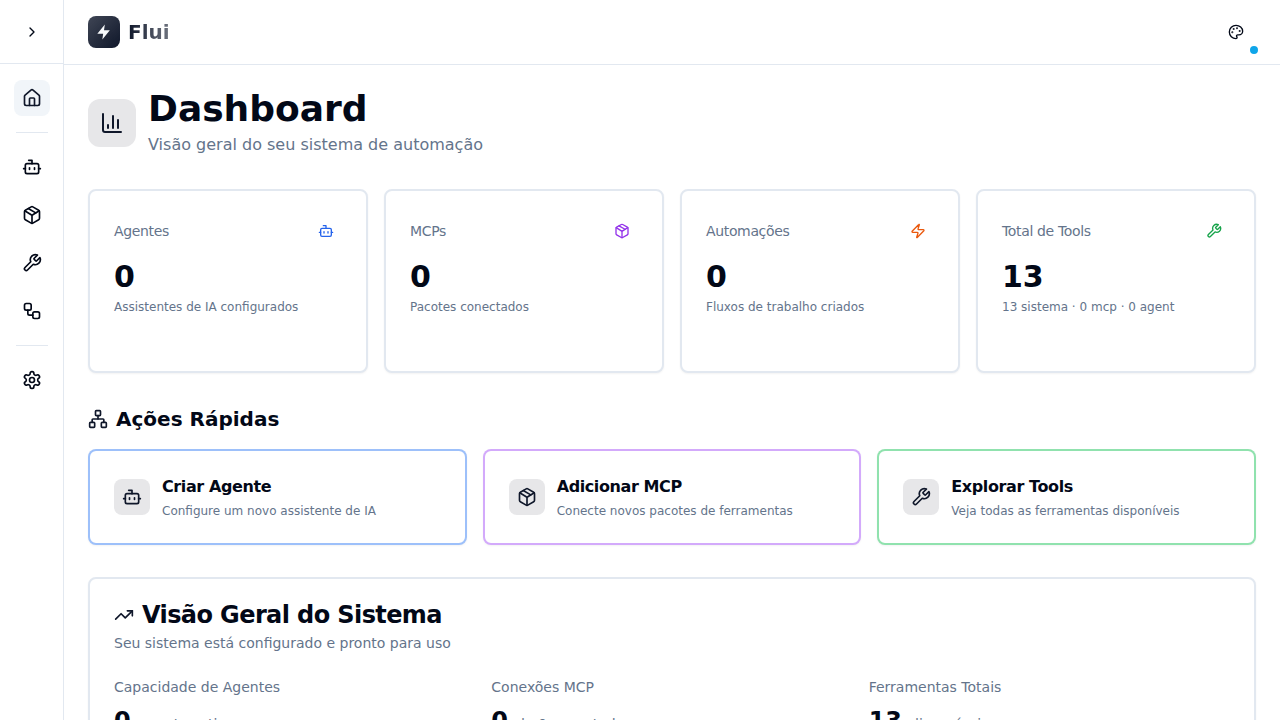 Flui
Dashboard
Visão geral do seu sistema de automação
Agentes
0
Assistentes de IA configurados
MCPs
0
Pacotes conectados
Automações
0
Fluxos de trabalho criados
Total de Tools
13
13 sistema · 0 mcp · 0 agent
Ações Rápidas
Criar Agente
Configure um novo assistente de IA
Adicionar MCP
Conecte novos pacotes de ferramentas
Explorar Tools
Veja todas as ferramentas disponíveis
Visão Geral do Sistema
Seu sistema está configurado e pronto para uso
Capacidade de Agentes
0
Conexões MCP
0
Ferramentas Totais
13